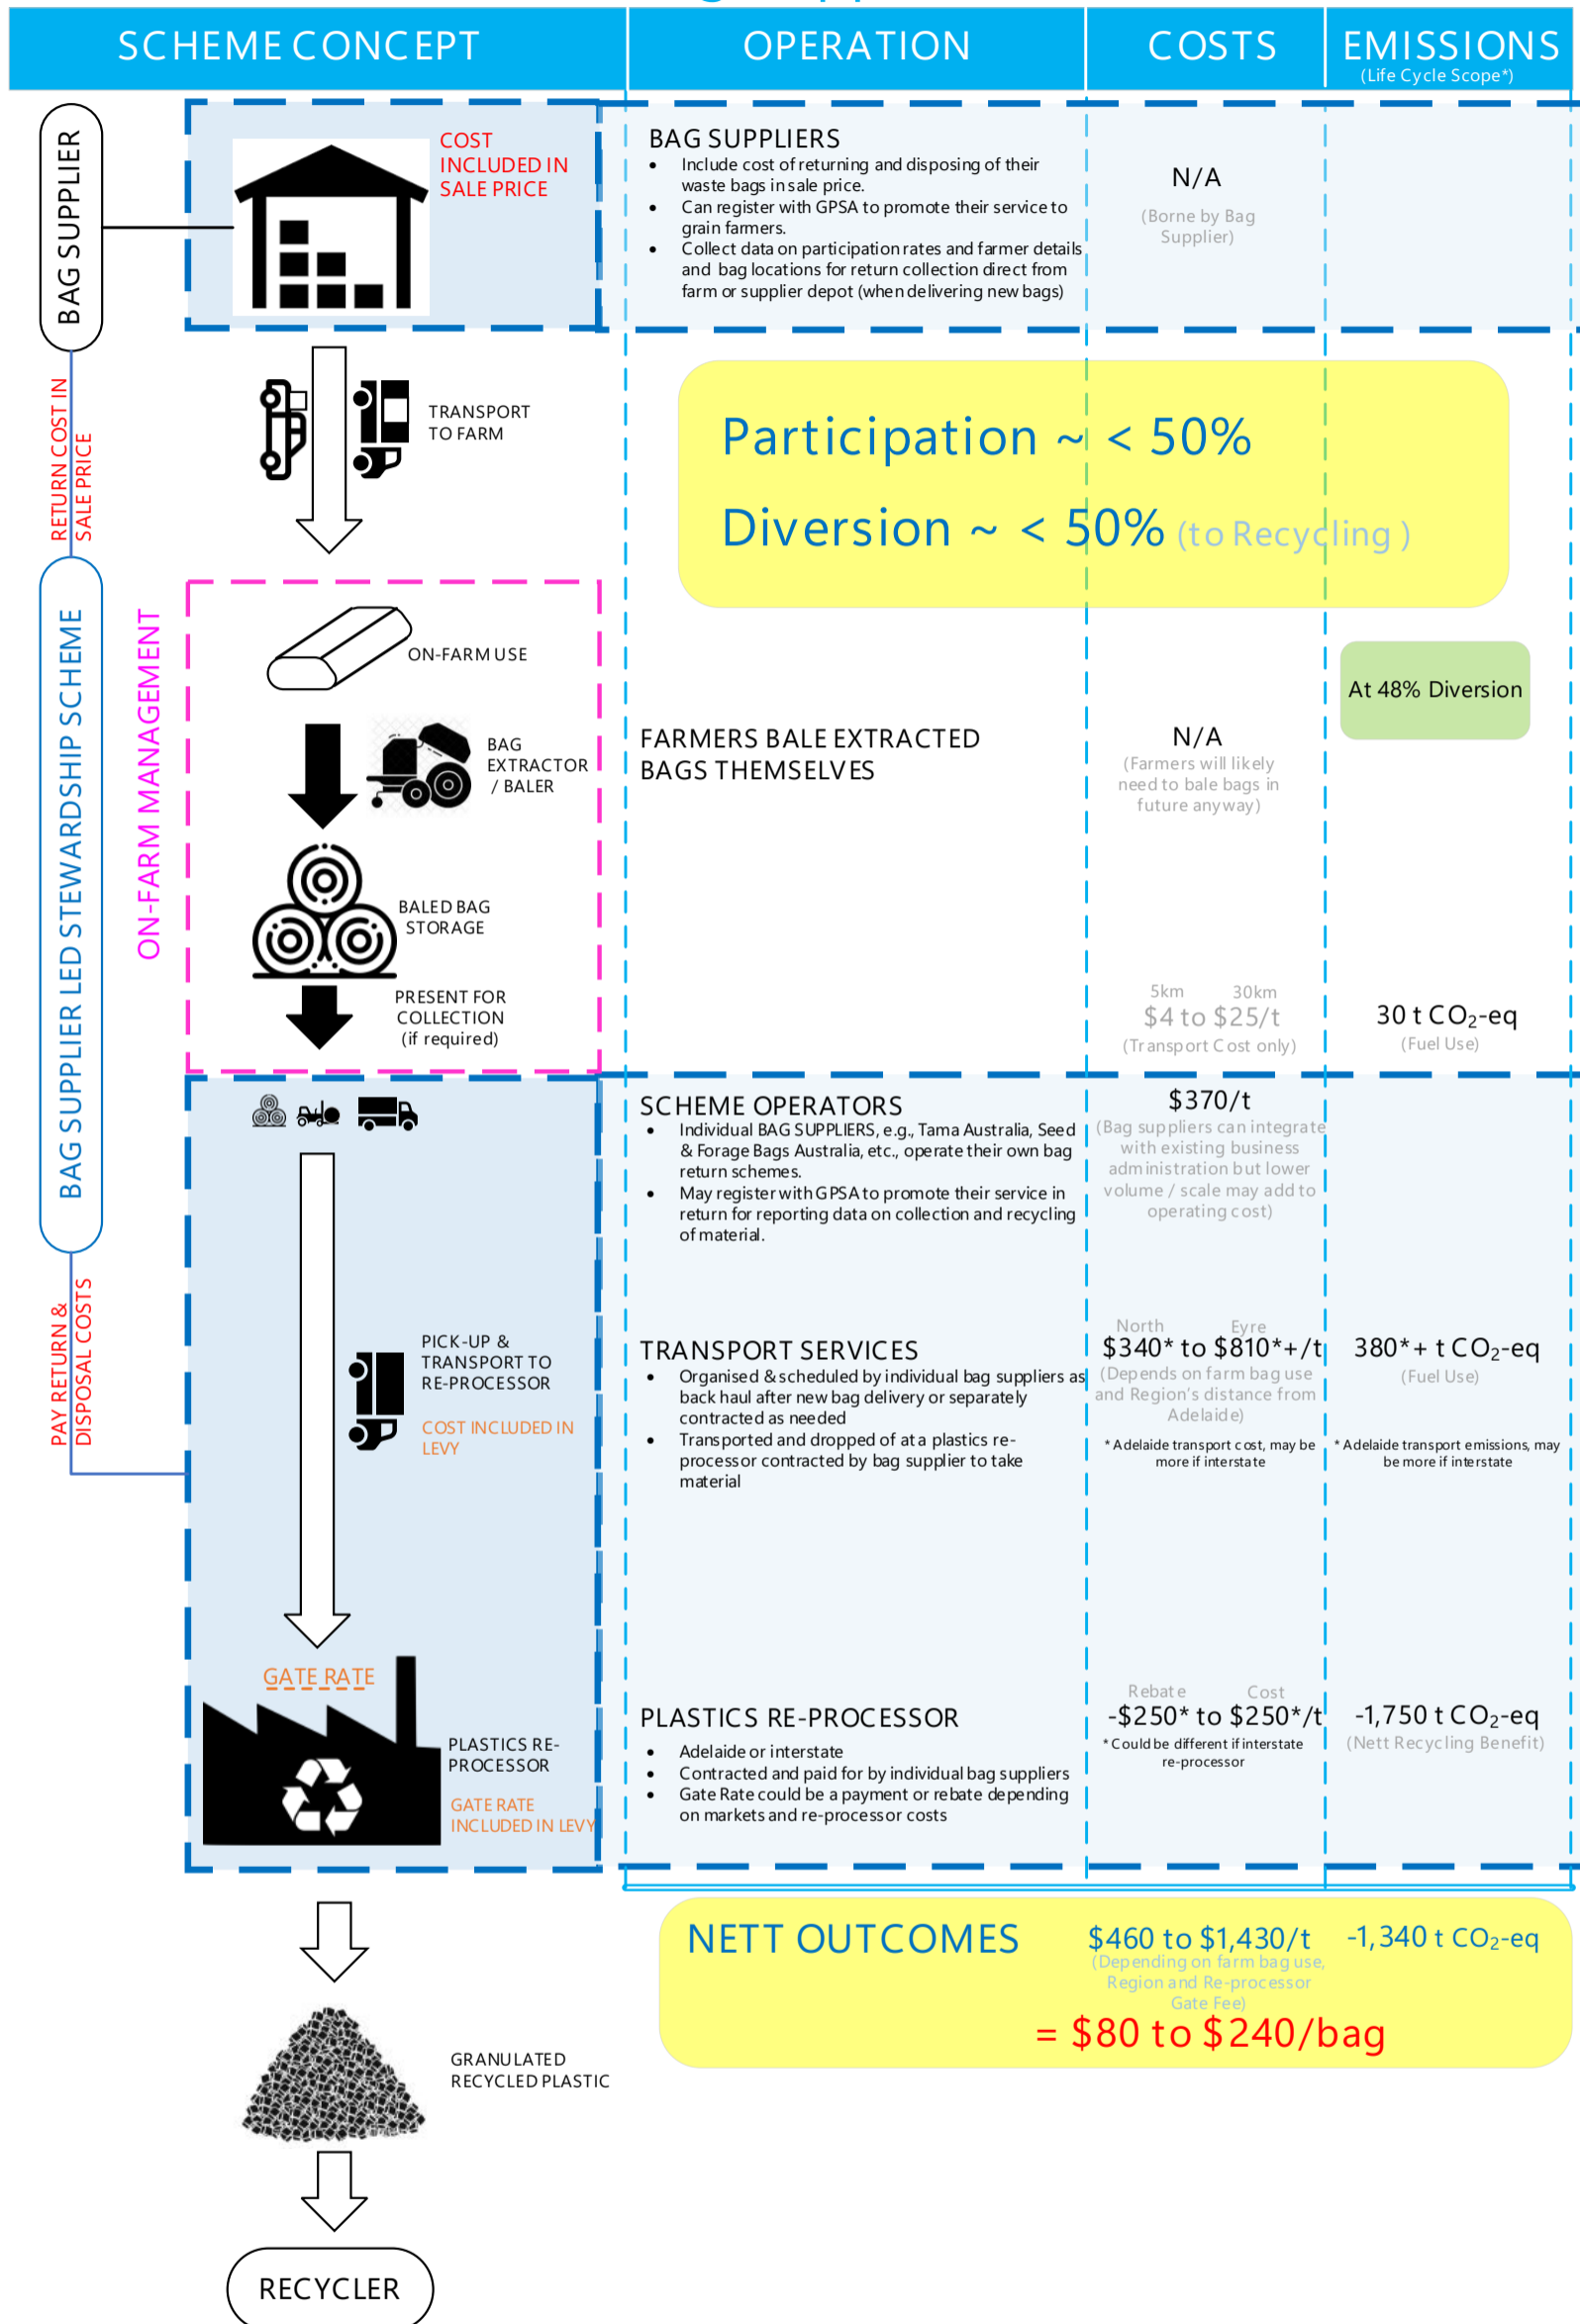 SCHEME CONCEPT
OPERATION
COSTS
EMISSIONS
(Life Cycle Scope*)
BAG SUPPLIER
COST
INCLUDED IN
SALE PRICE
BAG SUPPLIERS
• Include cost of returning and disposing of their
waste bags in sale price.
• Can register with GPSA to promote their service to
grain farmers.
• Collect data on participation rates and farmer details
and bag locations for return collection direct from
farm or supplier depot (when delivering new bags)
N/A
(Borne by Bag
Supplier)
RETURN COST IN
SALE PRICE
TRANSPORT
TO FARM
Participation ~ < 50%
Diversion ~ < 50% (to Recycling )
BAG SUPPLIER LED STEWARDSHIP SCHEME
ON-FARM MANAGEMENT
ON-FARM USE
At 48% Diversion
BAG
EXTRACTOR
/ BALER
FARMERS BALE EXTRACTED
BAGS THEMSELVES
N/A
(Farmers will likely
need to bale bags in
future anyway)
BALED BAG
STORAGE
PRESENT FOR
COLLECTION
(if required)
5km 30km
$4 to $25/t
(Transport Cost only)
30 t CO₂-eq
(Fuel Use)
SCHEME OPERATORS
• Individual BAG SUPPLIERS, e.g., Tama Australia, Seed
& Forage Bags Australia, etc., operate their own bag
return schemes.
• May register with GPSA to promote their service in
return for reporting data on collection and recycling
of material.
$370/t
(Bag suppliers can integrate
with existing business
administration but lower
volume / scale may add to
operating cost)
PAY RETURN &
DISPOSAL COSTS
PICK-UP &
TRANSPORT TO
RE-PROCESSOR
COST INCLUDED IN
LEVY
TRANSPORT SERVICES
• Organised & scheduled by individual bag suppliers as
back haul after new bag delivery or separately
contracted as needed
• Transported and dropped of at a plastics re-
processor contracted by bag supplier to take
material
North Eyre
$340* to $810*+/t
(Depends on farm bag use
and Region's distance from
Adelaide)
* Adelaide transport cost, may be
more if interstate
380*+ t CO₂-eq
(Fuel Use)
* Adelaide transport emissions, may
be more if interstate
GATE RATE
PLASTICS RE-
PROCESSOR
GATE RATE
INCLUDED IN LEVY
PLASTICS RE-PROCESSOR
• Adelaide or interstate
• Contracted and paid for by individual bag suppliers
• Gate Rate could be a payment or rebate depending
on markets and re-processor costs
Rebate Cost
-$250* to $250*/t
* Could be different if interstate
re-processor
-1,750 t CO₂-eq
(Nett Recycling Benefit)
NETT OUTCOMES
$460 to $1,430/t
(Depending on farm bag use,
Region and Re-processor
Gate Fee)
-1,340 t CO₂-eq
= $80 to $240/bag
GRANULATED
RECYCLED PLASTIC
RECYCLER